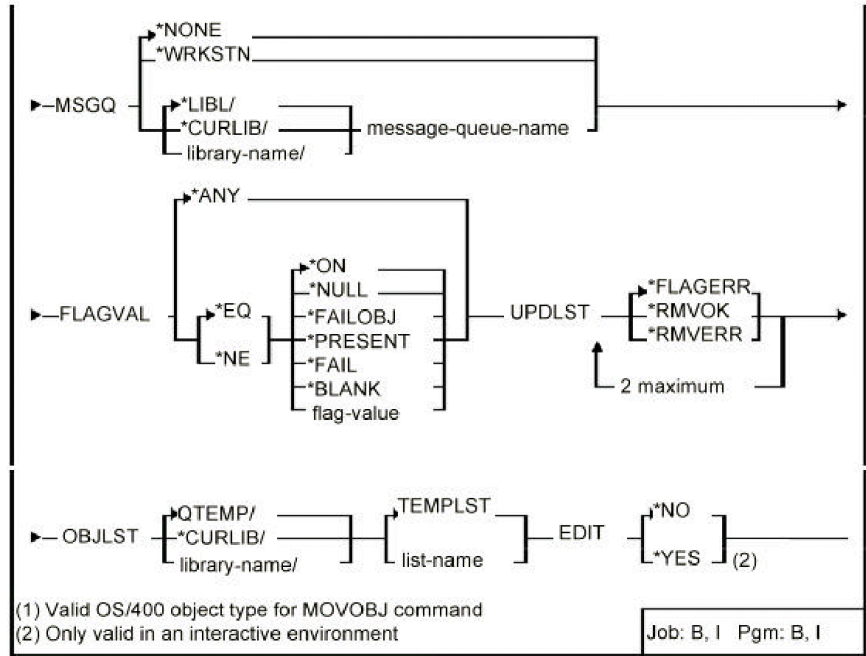 *NONE
*WRKSTN
MSGQ
*LIBL/
*CURLIB/
library-name/
message-queue-name
*ANY
FLAGVAL
*EQ
*NE
*ON
*NULL
*FAILOBJ
*PRESENT
*FAIL
*BLANK
flag-value
UPDLST
*FLAGERR
*RMVOK
*RMVERR
2 maximum
OBJLST
QTEMP/
*CURLIB/
library-name/
TEMPLST
list-name
EDIT
*NO
*YES
(2)
(1) Valid OS/400 object type for MOVOBJ command
(2) Only valid in an interactive environment
Job: B, I Pgm: B, I